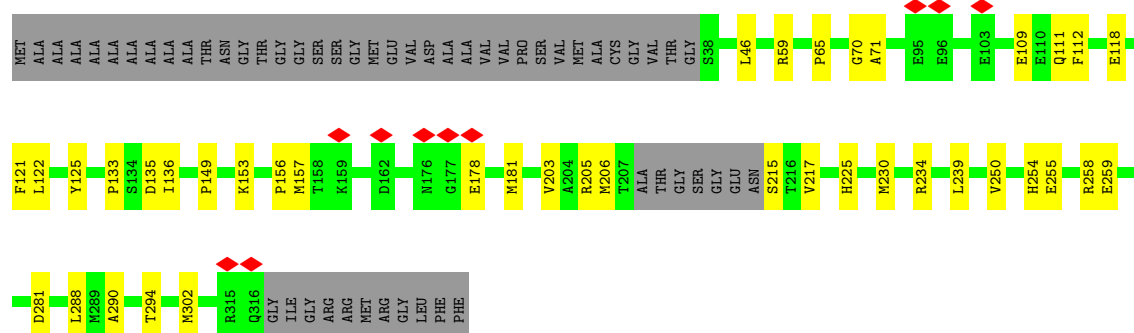 MET ALA ALA ALA ALA ALA ALA ALA ALA ALA THR ASN GLY THR GLY GLY SER SER GLY MET GLU VAL ASP ALA ALA VAL VAL PRO SER VAL MET ALA CYS GLY VAL THR GLY S38 L46 R59 P65 G70 A71 E95 E96 E103 E109 E110 Q111 F112 E118
F121 L122 Y125 P133 S134 D135 I136 P149 K153 P156 M157 T158 K159 D162 N176 G177 E178 M181 V203 A204 R205 M206 T207 ALA THR GLY SER GLY GLU ASN S215 T216 V217 H225 M230 R234 L239 V250 H254 E255 R258 E259
D281 L288 M289 A290 T294 M302 R315 Q316 GLY ILE GLY ARG ARG MET ARG GLY LEU PHE PHE